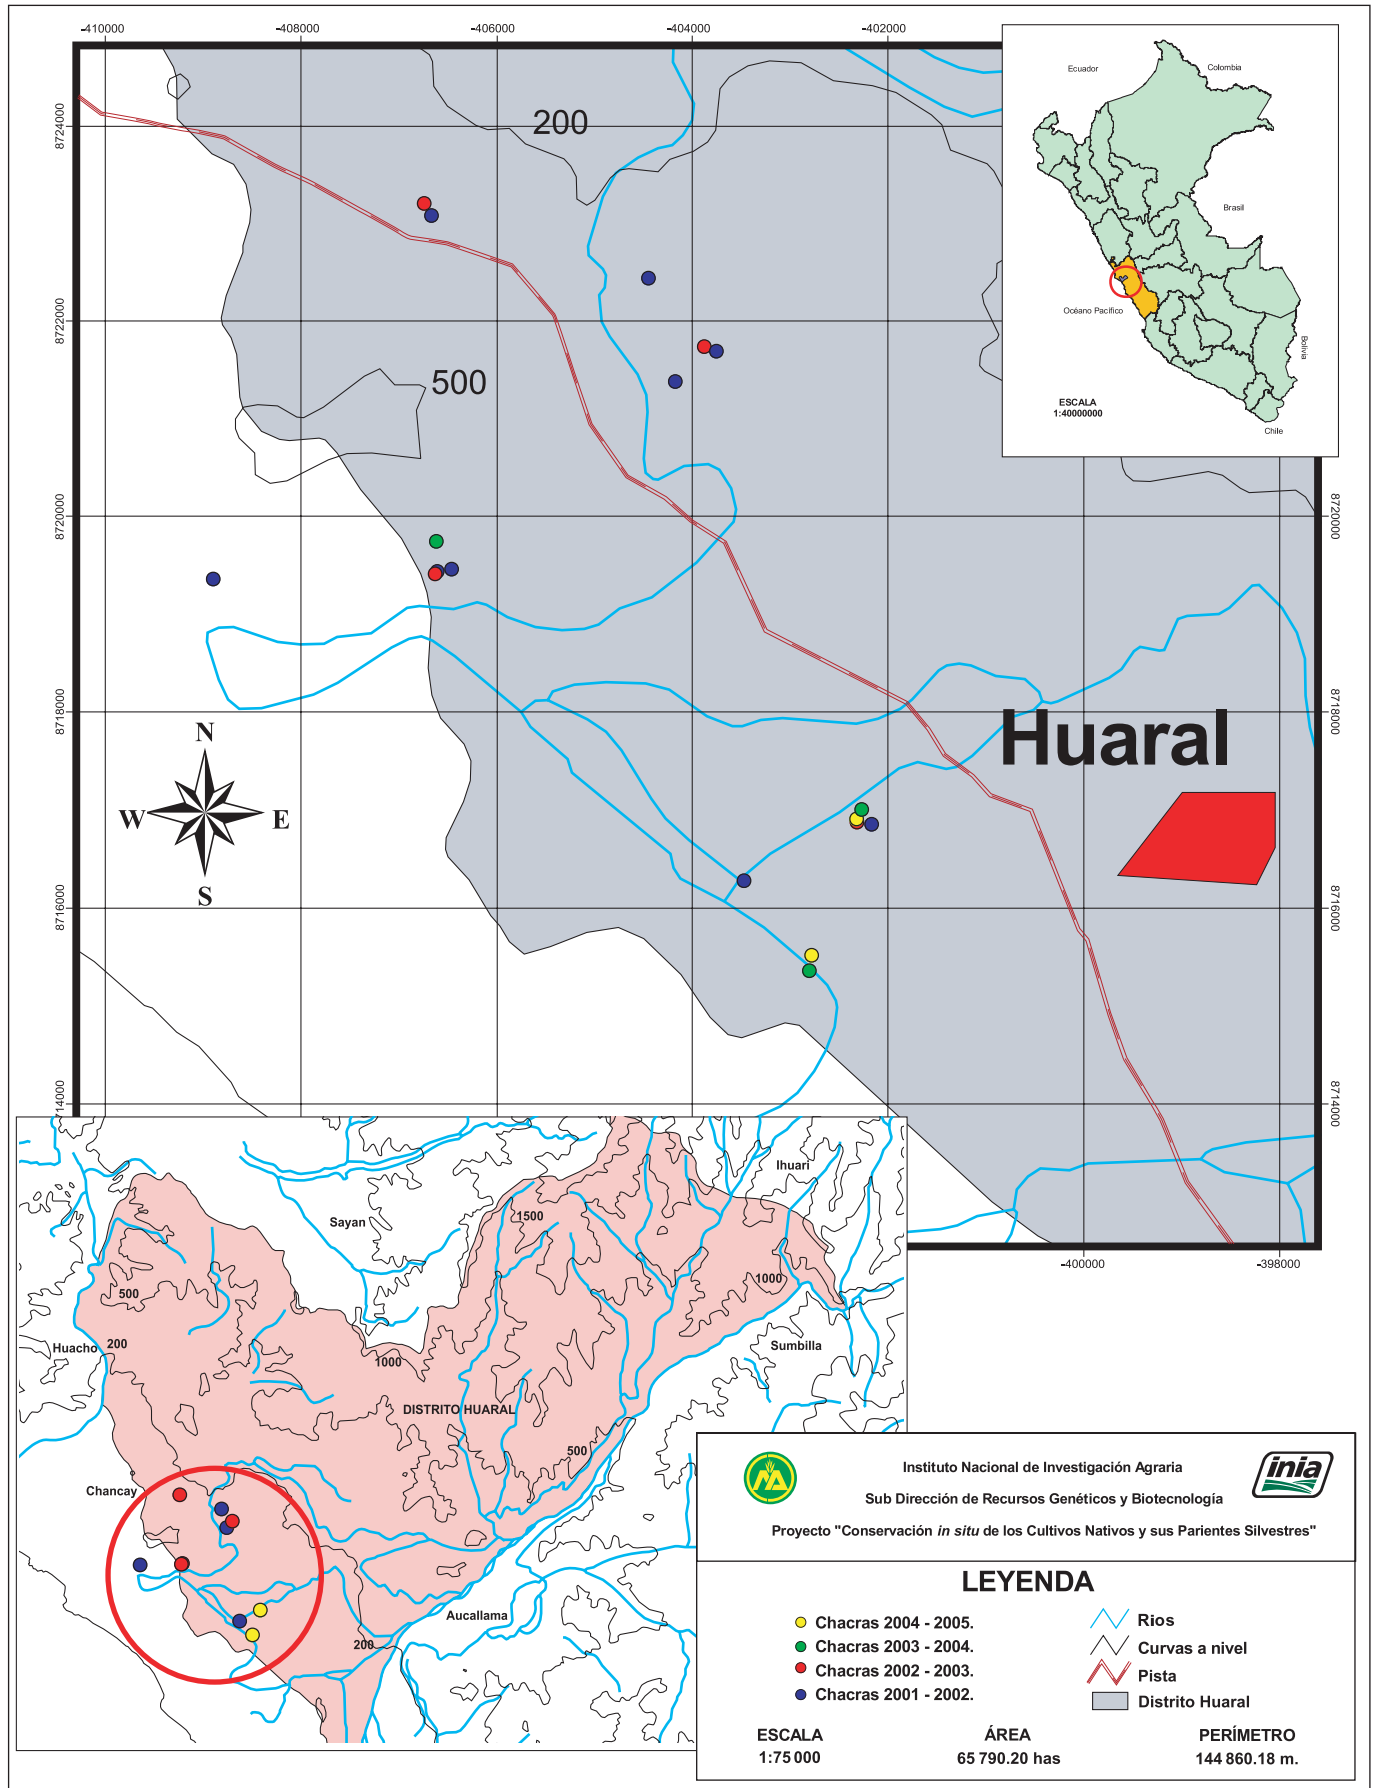 -410000
-408000
-406000
-404000
-402000
8724000
8722000
8720000
8718000
8716000
8714000
8720000
8718000
8716000
8714000
-400000
-398000
200
500
Huaral
N
W
E
S
Ecuador
Colombia
Brasil
Océano Pacífico
Bolivia
Chile
ESCALA
1:40000000
Ihuari
Sayan
1500
500
1000
Huacho
200
1000
Sumbilla
DISTRITO HUARAL
500
Chancay
Aucallama
200
Instituto Nacional de Investigación Agraria
Sub Dirección de Recursos Genéticos y Biotecnología
Proyecto "Conservación in situ de los Cultivos Nativos y sus Parientes Silvestres"
inia
LEYENDA
Chacras 2004 - 2005.
Chacras 2003 - 2004.
Chacras 2002 - 2003.
Chacras 2001 - 2002.
Rios
Curvas a nivel
Pista
Distrito Huaral
ESCALA
1:75 000
ÁREA
65 790.20 has
PERÍMETRO
144 860.18 m.